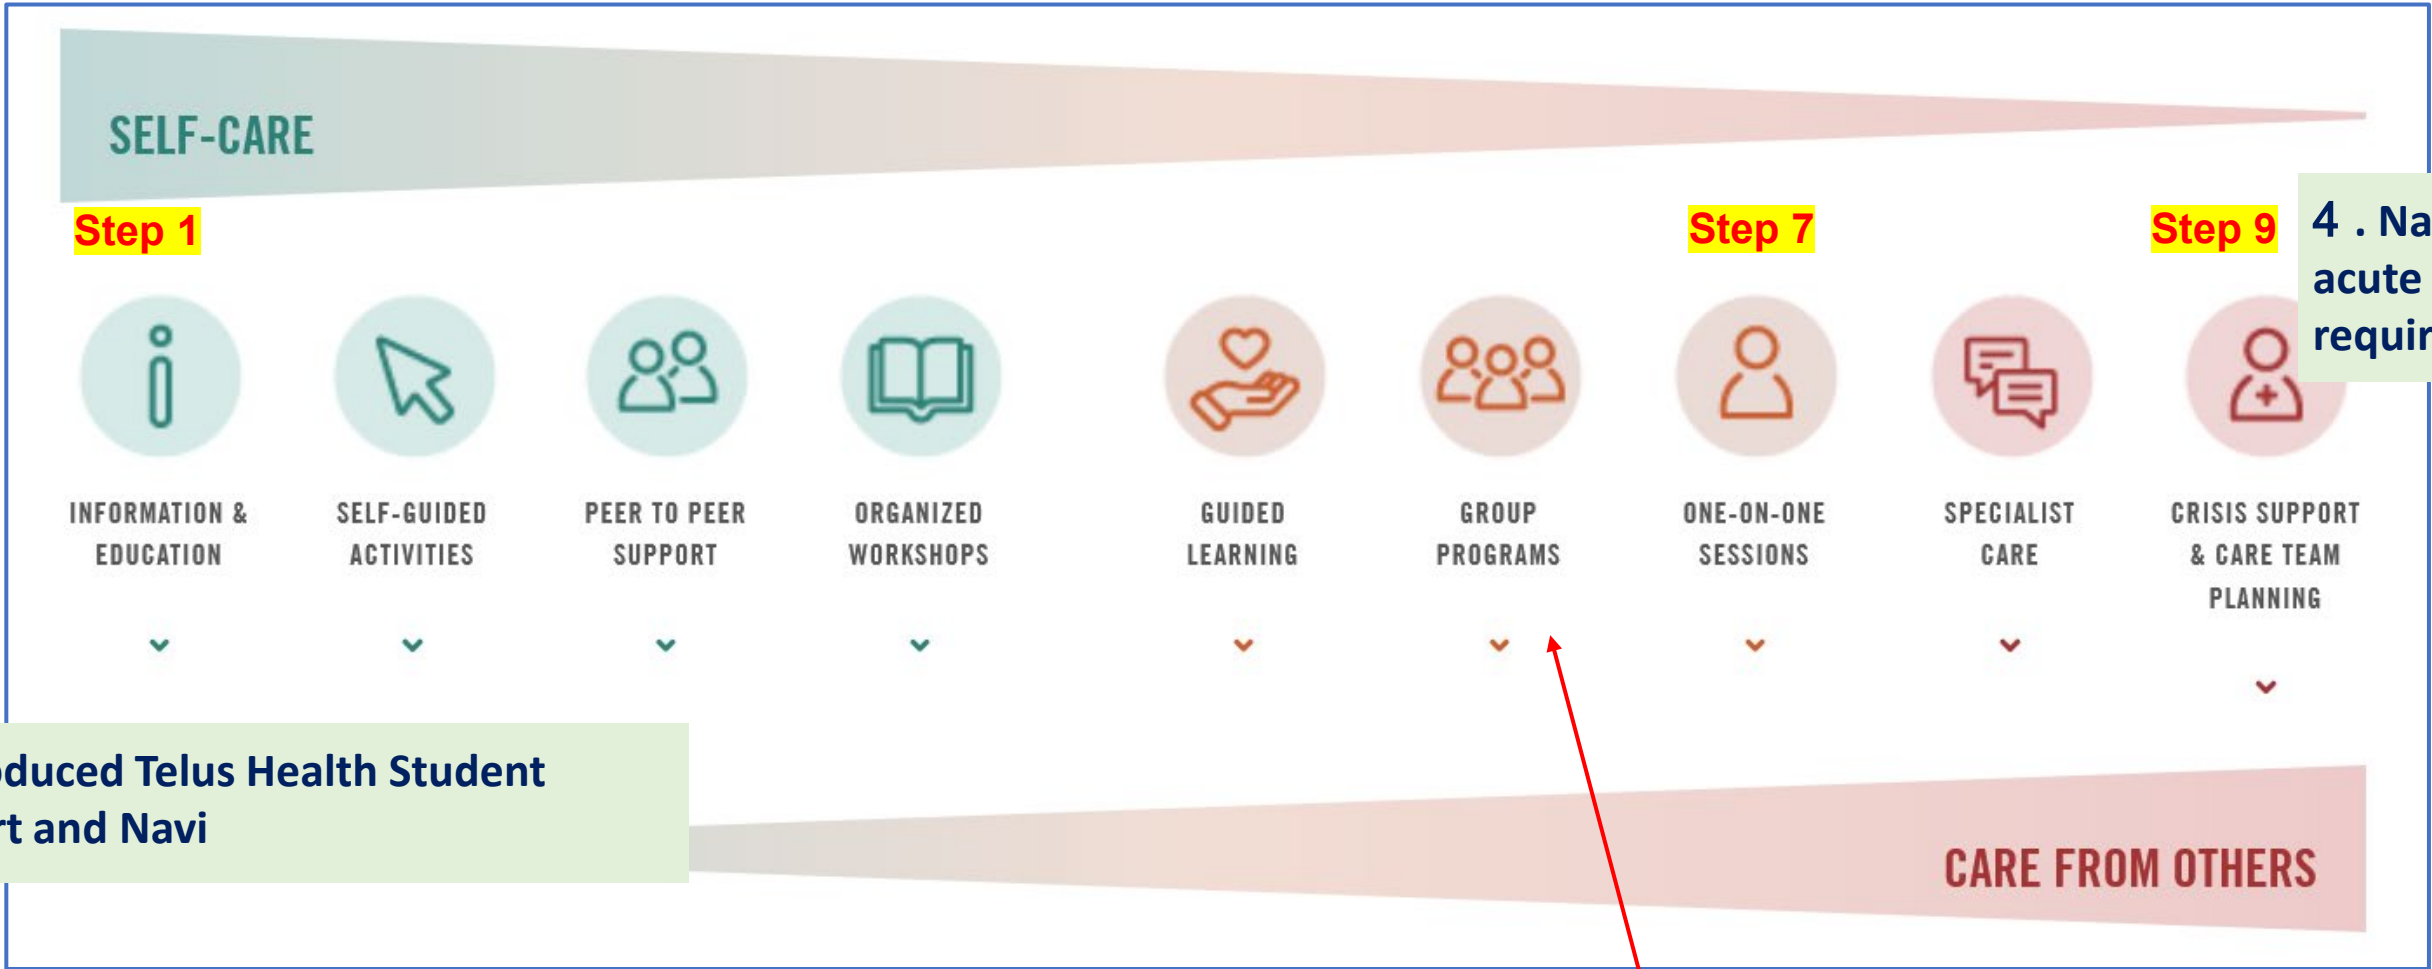 SELF-CARE
Step 1
Step 7
Step 9
4 . Na
acute
requir
INFORMATION &
EDUCATION
SELF-GUIDED
ACTIVITIES
PEER TO PEER
SUPPORT
ORGANIZED
WORKSHOPS
GUIDED
LEARNING
GROUP
PROGRAMS
ONE-ON-ONE
SESSIONS
SPECIALIST
CARE
CRISIS SUPPORT
& CARE TEAM
PLANNING
duced Telus Health Student
rt and Navi
CARE FROM OTHERS